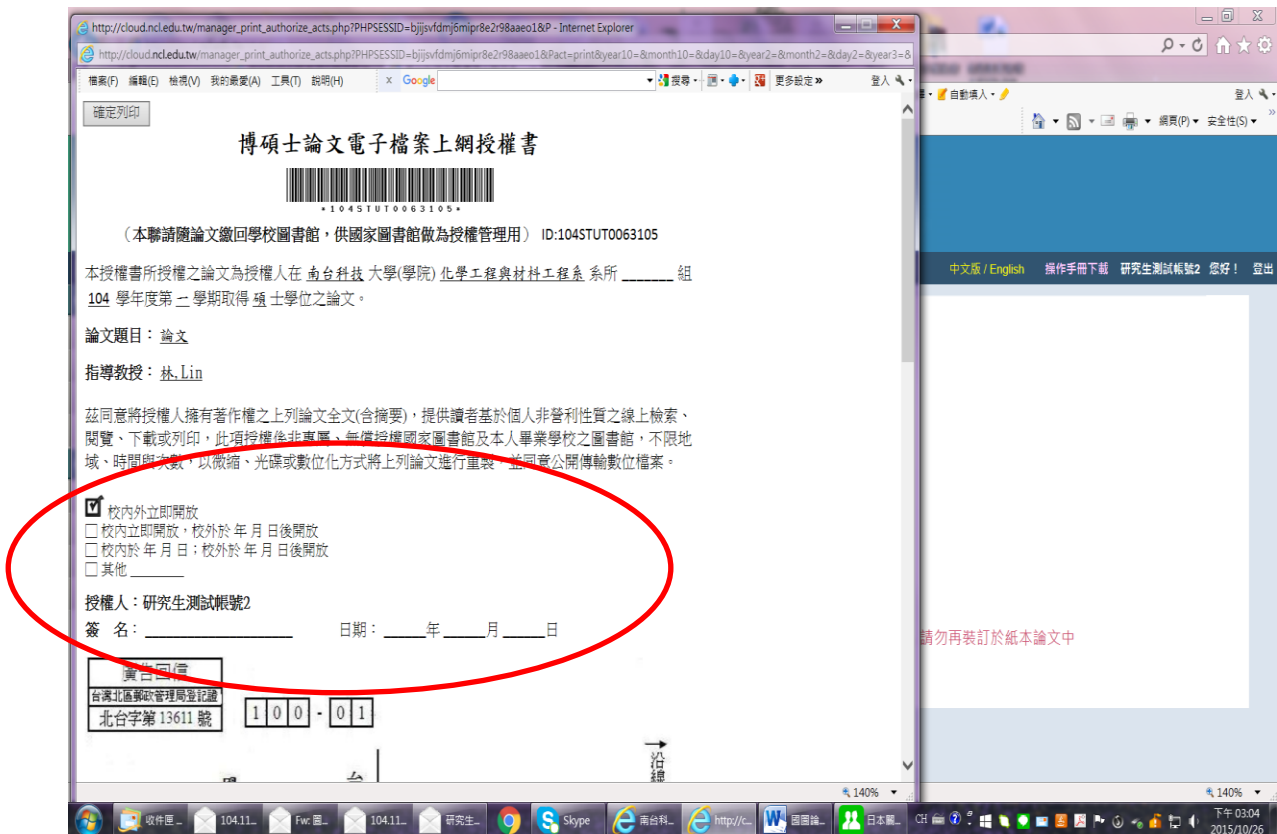 http://cloud.ncl.edu.tw/manager_print_authorize_acts.php?PHPSESSID=bjijsvfdmj6mipr8e2r98aaeo1&P - Internet Explorer
http://cloud.ncl.edu.tw/manager_print_authorize_acts.php?PHPSESSID=bjijsvfdmj6mipr8e2r98aaeo1&Pact=print&year10=&month10=&day10=&year2=&month2=&day2=&year3=&
檔案(F) 編輯(E) 檢視(V) 我的最愛(A) 工具(T) 說明(H) x Google 搜尋 更多設定 » 登入
自動填入 登入
網頁(P) 安全性(S) »
確定列印
博碩士論文電子檔案上網授權書
*104STUT0063105*
(本聯請隨論文繳回學校圖書館,供國家圖書館做為授權管理用) ID:104STUT0063105
本授權書所授權之論文為授權人在 南台科技 大學(學院) 化學工程與材料工程系 系所 _______ 組
104 學年度第 一 學期取得 碩 士學位之論文。
中文版 / English 操作手冊下載 研究生測試帳號2 您好! 登出
論文題目: 論文
指導教授: 林,Lin
茲同意將授權人擁有著作權之上列論文全文(含摘要),提供讀者基於個人非營利性質之線上檢索、
閱覽、下載或列印,此項授權係非專屬、無償授權國家圖書館及本人畢業學校之圖書館,不限地
域、時間與次數,以微縮、光碟或數位化方式將上列論文進行重製,並同意公開傳輸數位檔案。
☑ 校內外立即開放
□ 校內立即開放,校外於 年 月 日後開放
□ 校內於 年 月 日;校外於 年 月 日後開放
□ 其他 ________
授權人:研究生測試帳號2
簽 名: ____________________ 日期: ______年 ______月 ______日
請勿再裝訂於紙本論文中
廣告回信
台灣北區郵政管理局登記證
北台字第 13611 號
1 0 0 - 0 1
沿
線
140% 140%
收件匣... 104.11... Fw: 圖... 104.11... 研究生... Skype 南台科... http://c... 國圖論... 日本關... CH 下午 03:04
2015/10/26